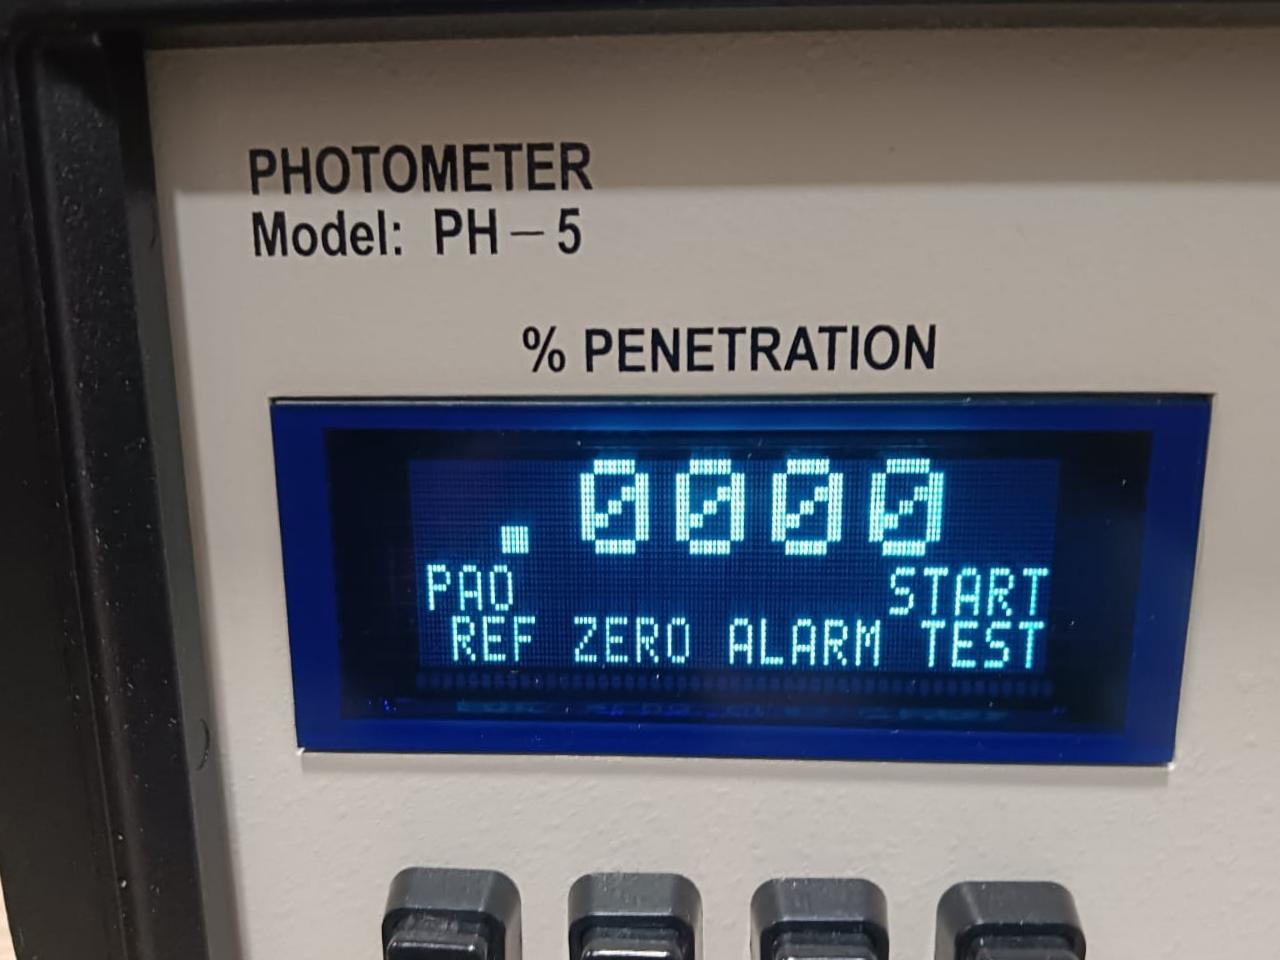 PHOTOMETER
Model: PH-5
% PENETRATION
.0000
PAO START
REF ZERO ALARM TEST